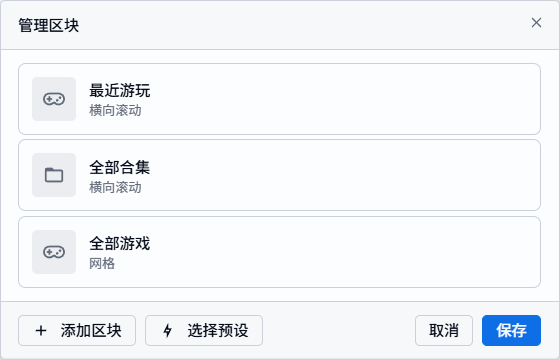 管理区块
最近游玩
横向滚动
全部合集
横向滚动
全部游戏
网格
添加区块
选择预设
取消
保存